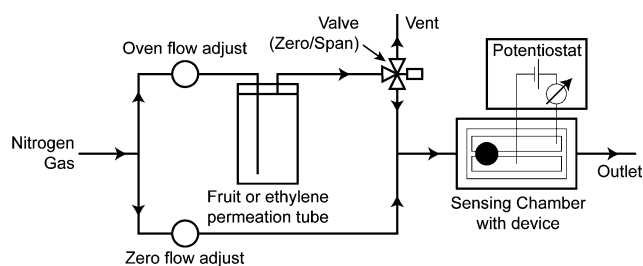 Valve
(Zero/Span)
Vent
Oven flow adjust
Potentiostat
Nitrogen
Gas
Fruit or ethylene
permeation tube
Outlet
Sensing Chamber
with device
Zero flow adjust